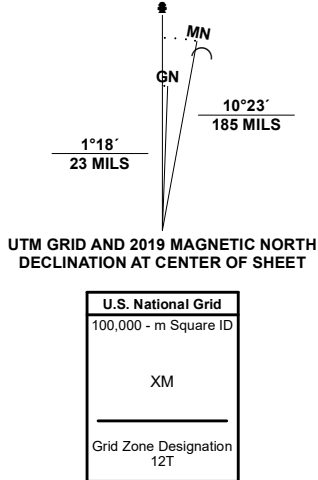 MN
GN
10°23´
185 MILS
1°18´
23 MILS
UTM GRID AND 2019 MAGNETIC NORTH
DECLINATION AT CENTER OF SHEET
U.S. National Grid
100,000 - m Square ID
XM
Grid Zone Designation
12T